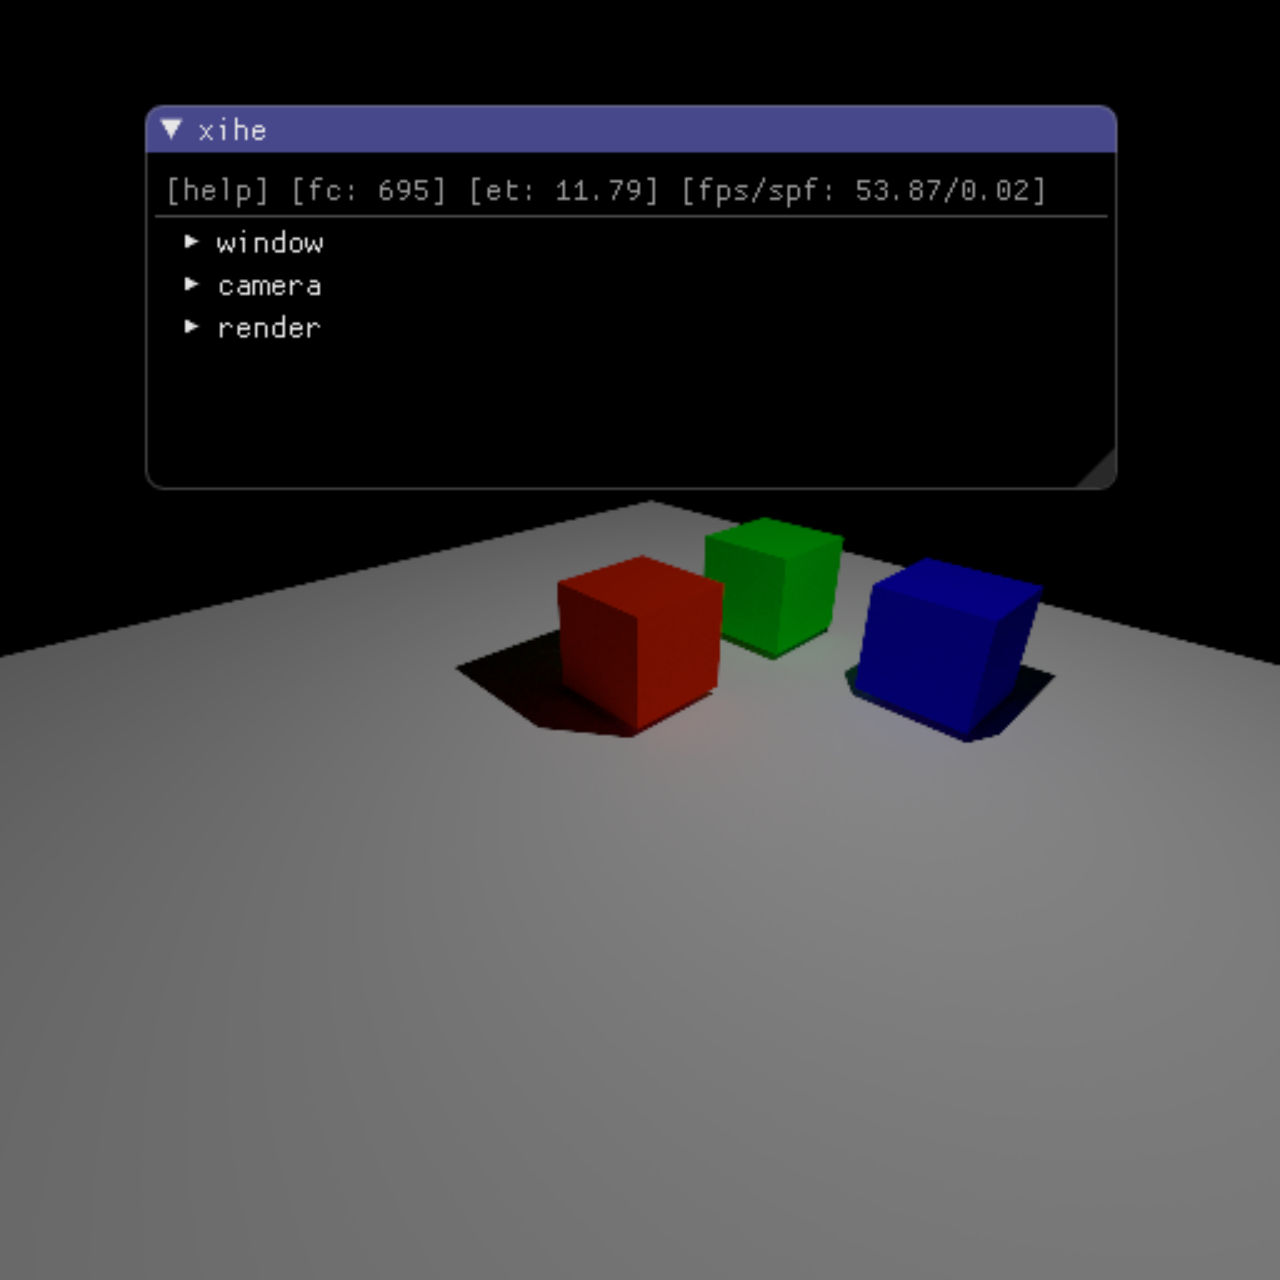 xihe
[help] [fc: 695] [et: 11.79] [fps/spf: 53.87/0.02]
window
camera
render